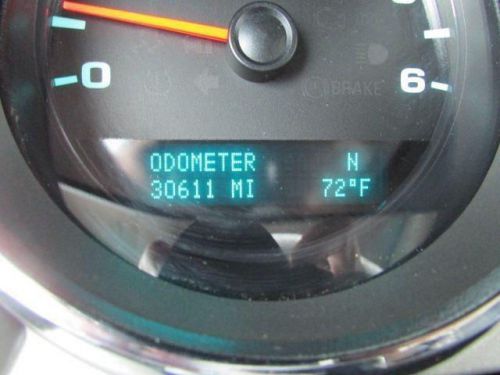 0
6
BRAKE
ODOMETER N
30611 MI 72°F